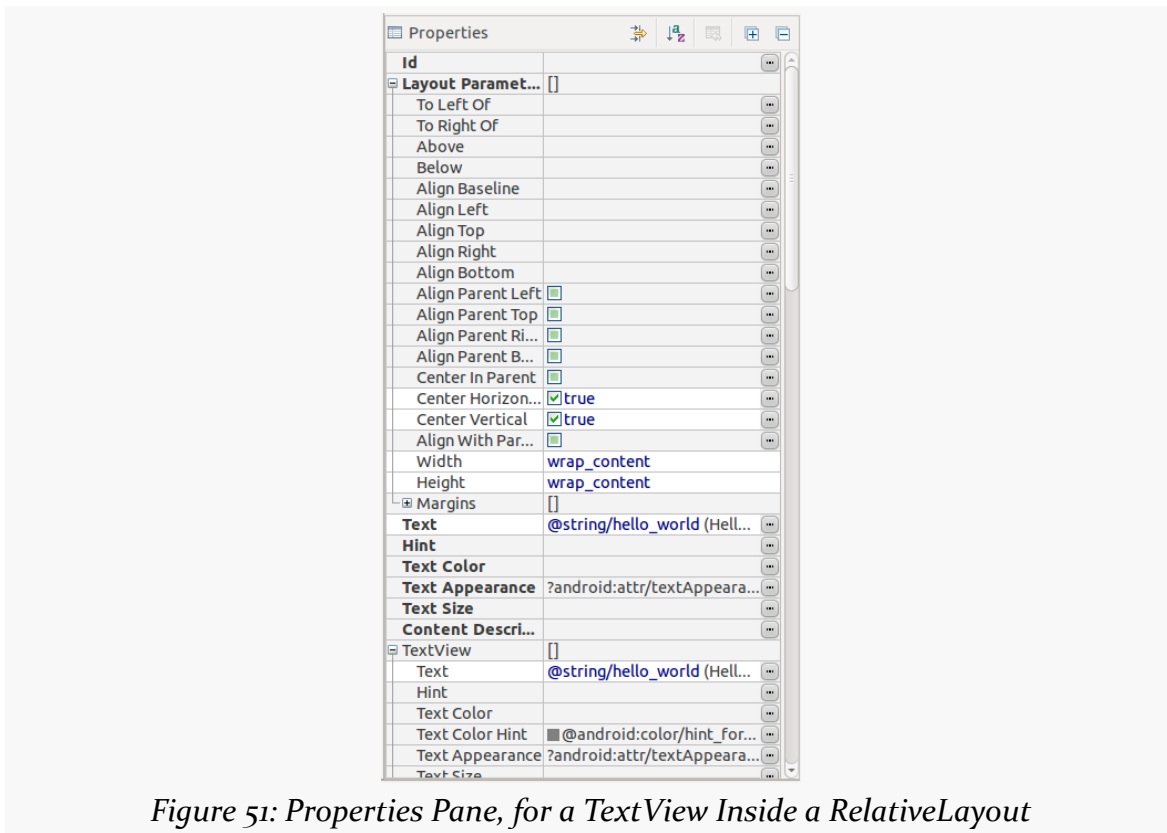 Properties
Id
Layout Paramet... []
To Left Of
To Right Of
Above
Below
Align Baseline
Align Left
Align Top
Align Right
Align Bottom
Align Parent Left
Align Parent Top
Align Parent Ri...
Align Parent B...
Center In Parent
Center Horizon... true
Center Vertical true
Align With Par...
Width wrap_content
Height wrap_content
Margins []
Text @string/hello_world (Hell...
Hint
Text Color
Text Appearance ?android:attr/textAppeara...
Text Size
Content Descri...
TextView []
Text @string/hello_world (Hell...
Hint
Text Color
Text Color Hint @android:color/hint_for...
Text Appearance ?android:attr/textAppeara...
Text Size
Figure 51: Properties Pane, for a TextView Inside a RelativeLayout